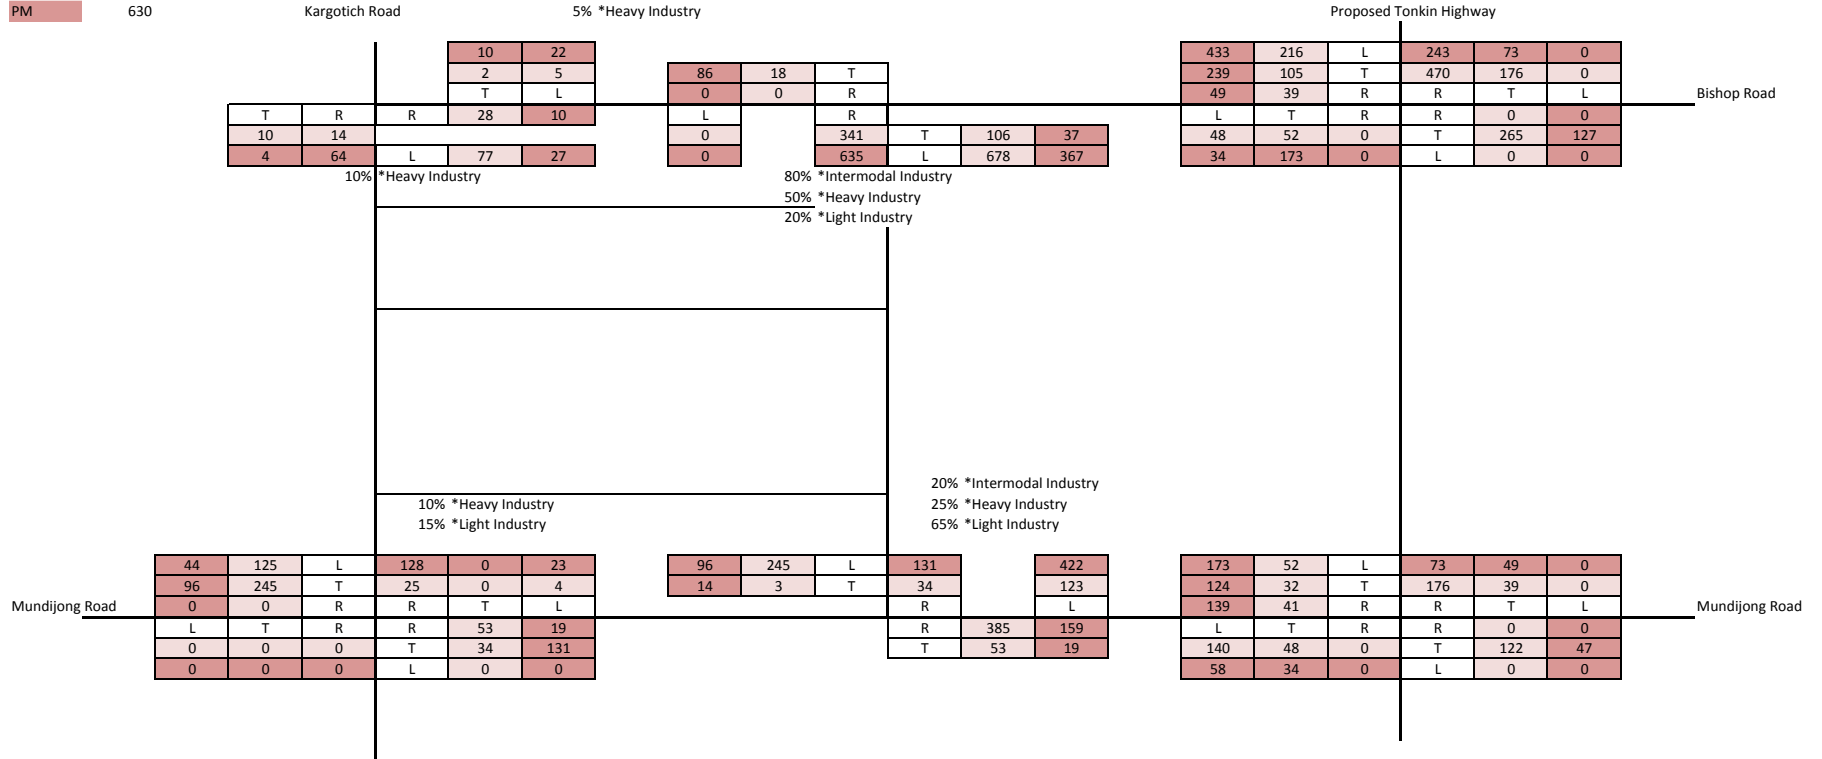 PM 630 Kargotich Road 5% *Heavy Industry Proposed Tonkin Highway
10 22 433 216 L 243 73 0
2 5 86 18 T 239 105 T 470 176 0
T L 0 0 R 49 39 R R T L Bishop Road
T R R 28 10 L R L T R R 0 0
10 14 0 341 T 106 37 48 52 0 T 265 127
4 64 L 77 27 0 635 L 678 367 34 173 0 L 0 0
10% *Heavy Industry 80% *Intermodal Industry
50% *Heavy Industry
20% *Light Industry
20% *Intermodal Industry
10% *Heavy Industry 25% *Heavy Industry
15% *Light Industry 65% *Light Industry
44 125 L 128 0 23 96 245 L 131 422 173 52 L 73 49 0
96 245 T 25 0 4 14 3 T 34 123 124 32 T 176 39 0
Mundijong Road 0 0 R R T L R L 139 41 R R T L Mundijong Road
L T R R 53 19 R 385 159 L T R R 0 0
0 0 0 T 34 131 T 53 19 140 48 0 T 122 47
0 0 0 L 0 0 58 34 0 L 0 0